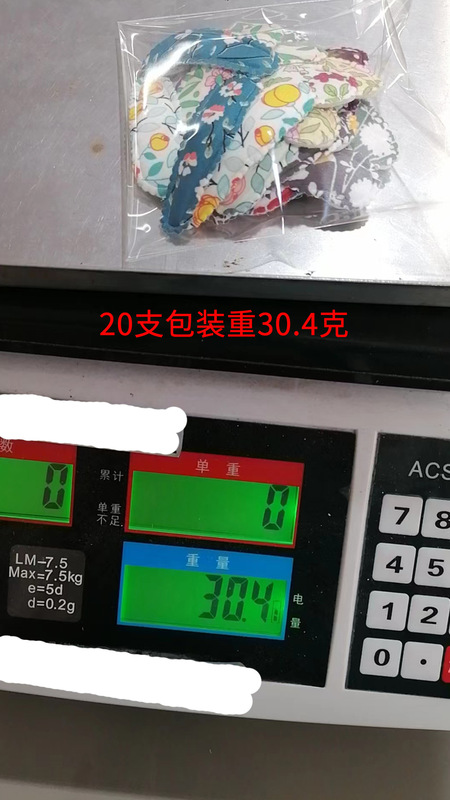 20支包装重30.4克
数
累计
单重
0
0
单重
不足.
ACS
7 8
LM-7.5
Max=7.5kg
e=5d
d=0.2g
重量
30.4
电
量
4 5
1 2
0 .